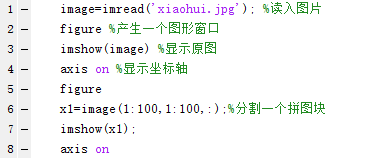 1 - image=imread('xiaohui.jpg'); %读入图片
2 - figure %产生一个图形窗口
3 - imshow(image) %显示原图
4 - axis on %显示坐标轴
5 - figure
6 - x1=image(1:100,1:100,:);%分割一个拼图块
7 - imshow(x1);
8 - axis on